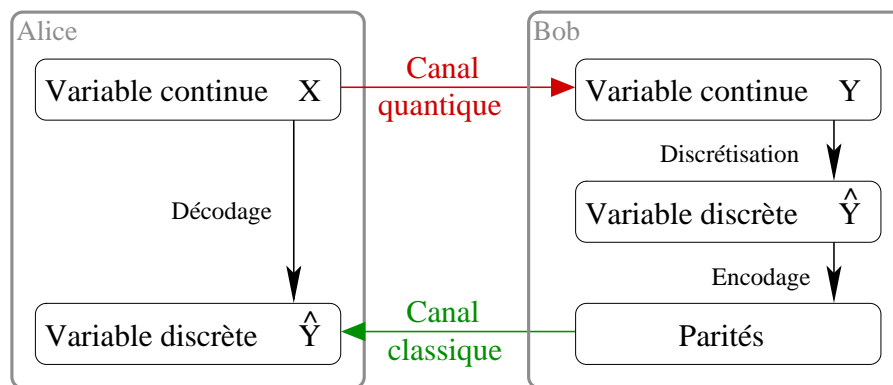 Alice
Variable continue X
Canal
quantique
Décodage
Variable discrète Ŷ
Canal
classique
Bob
Variable continue Y
Discrétisation
Variable discrète Ŷ
Encodage
Parités